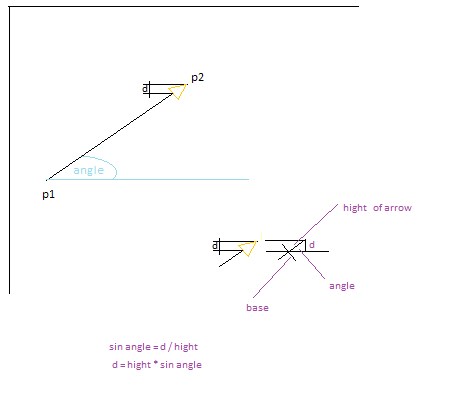 d
p2
angle
p1
hight of arrow
d
d
angle
base
sin angle = d / hight
d = hight * sin angle